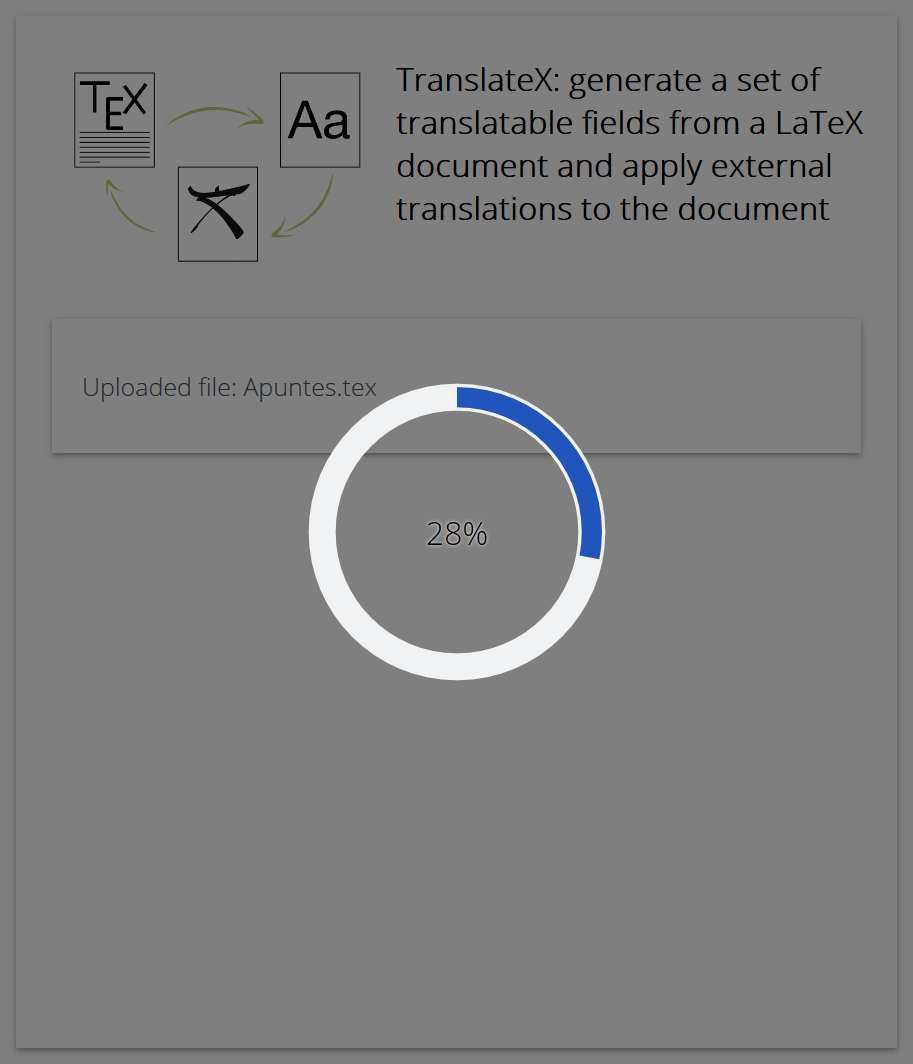 TEX
Aa
TranslateX: generate a set of
translatable fields from a LaTeX
document and apply external
translations to the document
Uploaded file: Apuntes.tex
28%